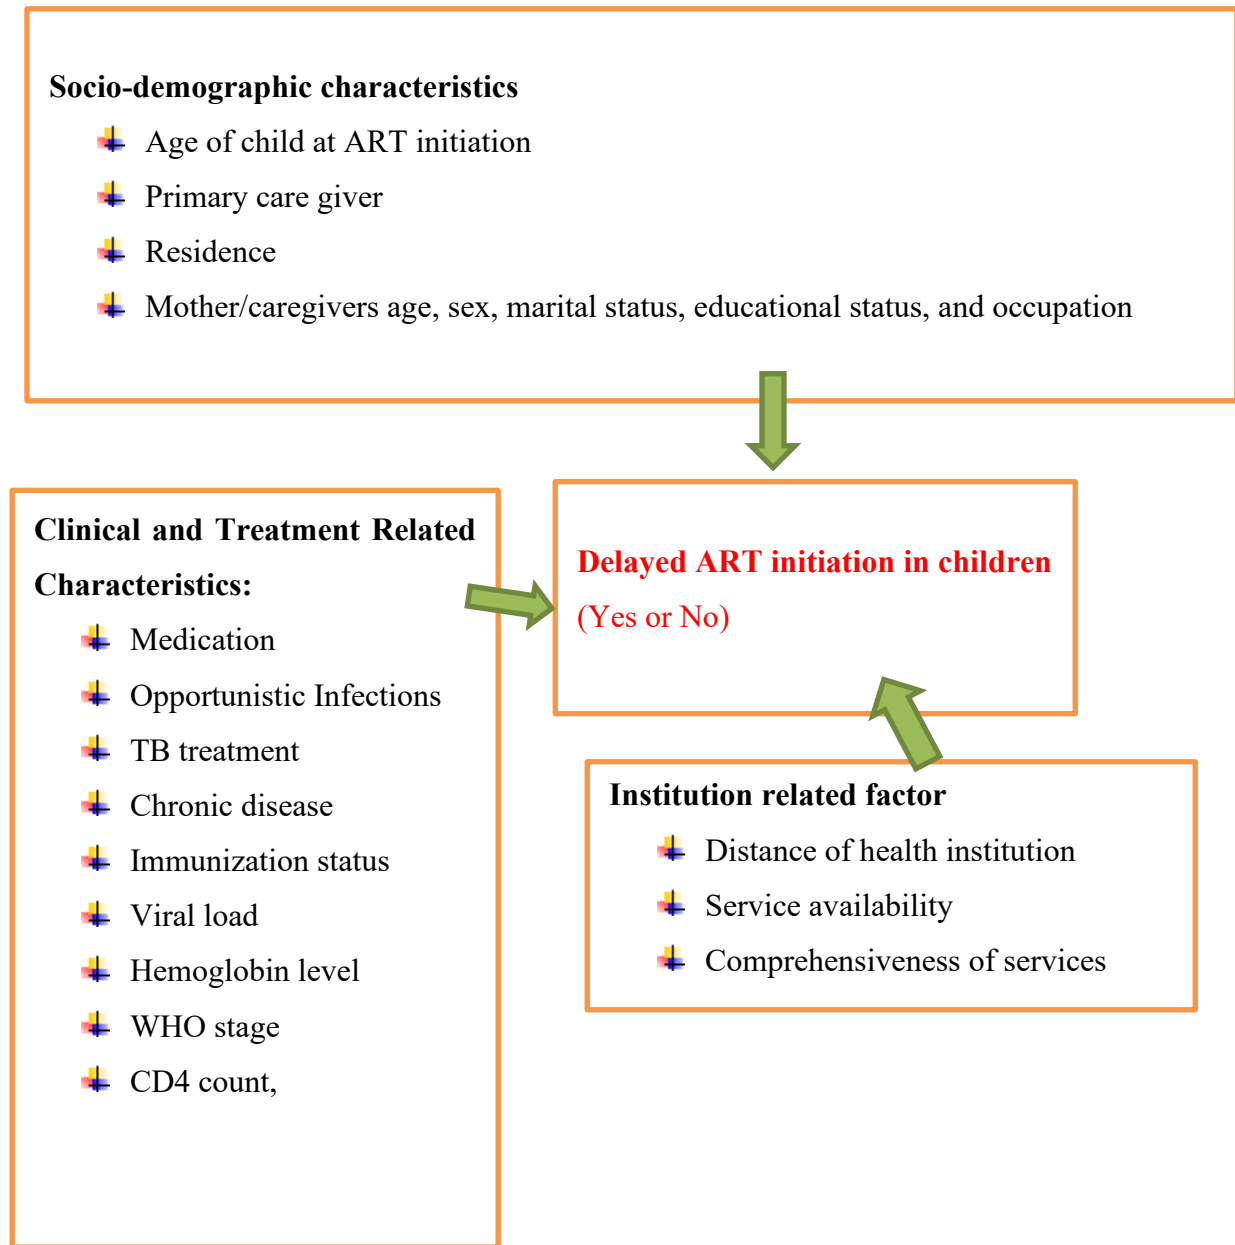 Socio-demographic characteristics
Age of child at ART initiation
Primary care giver
Residence
Mother/caregivers age, sex, marital status, educational status, and occupation
Clinical and Treatment Related
Characteristics:
Medication
Opportunistic Infections
TB treatment
Chronic disease
Immunization status
Viral load
Hemoglobin level
WHO stage
CD4 count,
Delayed ART initiation in children
(Yes or No)
Institution related factor
Distance of health institution
Service availability
Comprehensiveness of services